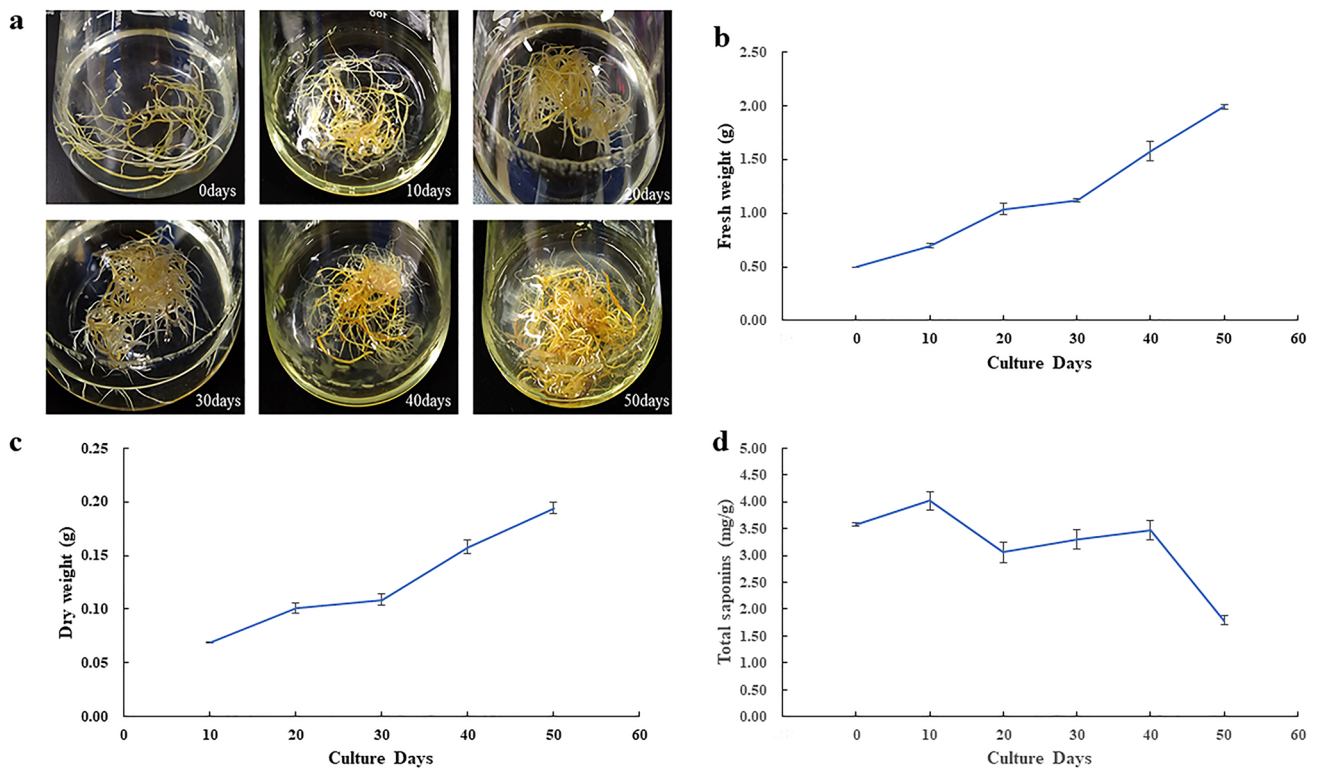 a
100
0days
10days
20days
30days
40days
50days
b
2.50
2.00
1.50
1.00
0.50
0.00
Fresh weight (g)
0 10 20 30 40 50 60
Culture Days
c
0.25
0.20
0.15
0.10
0.05
0.00
Dry weight (g)
0 10 20 30 40 50 60
Culture Days
d
5.00
4.50
4.00
3.50
3.00
2.50
2.00
1.50
1.00
0.50
0.00
Total saponins (mg/g)
0 10 20 30 40 50 60
Culture Days